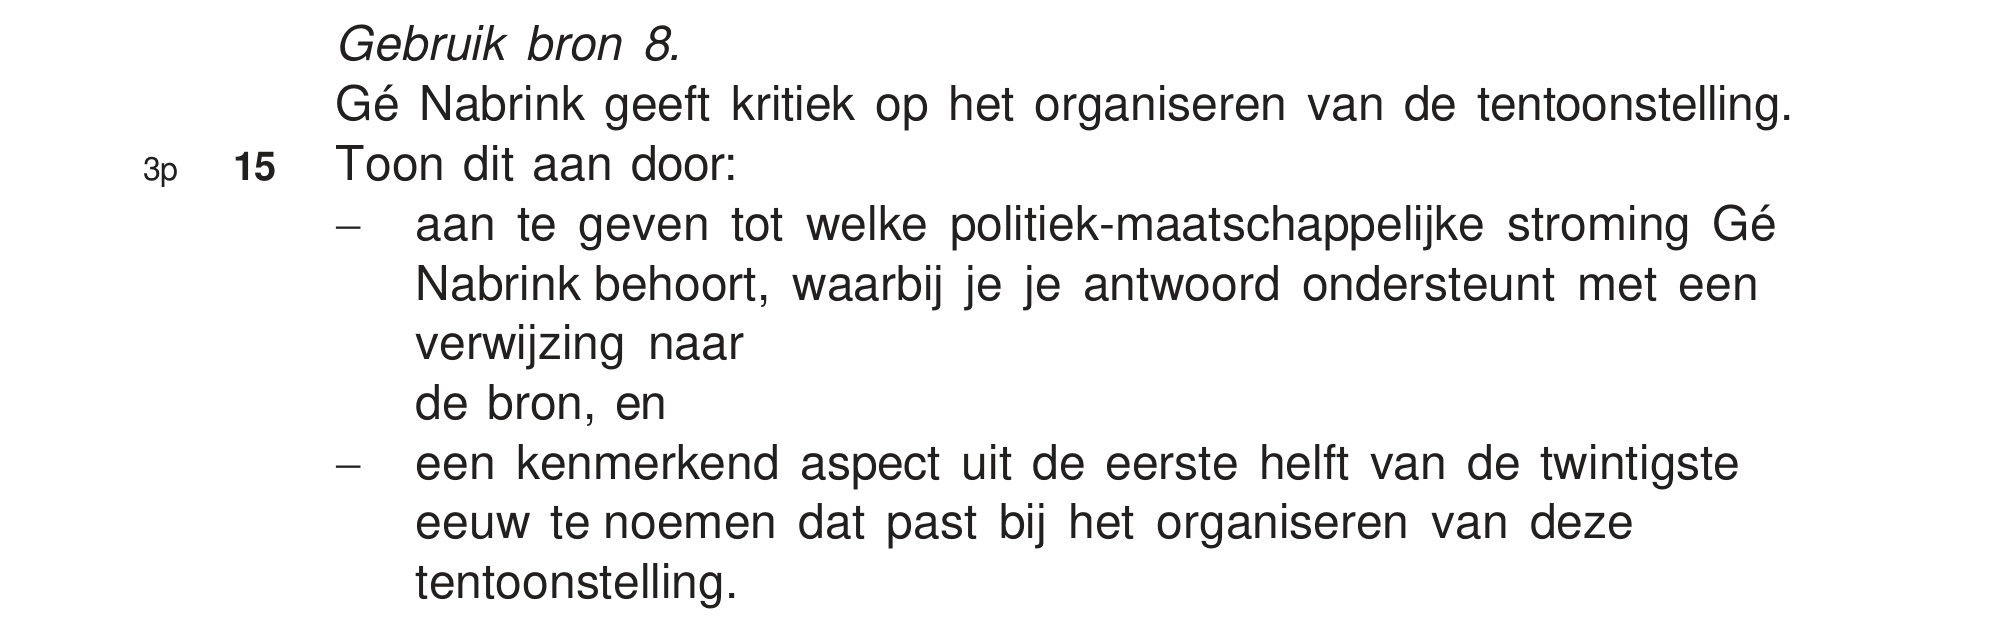 Gebruik bron 8.
Gé Nabrink geeft kritiek op het organiseren van de tentoonstelling.
3p 15 Toon dit aan door:
– aan te geven tot welke politiek-maatschappelijke stroming Gé
Nabrink behoort, waarbij je je antwoord ondersteunt met een
verwijzing naar
de bron, en
– een kenmerkend aspect uit de eerste helft van de twintigste
eeuw te noemen dat past bij het organiseren van deze
tentoonstelling.